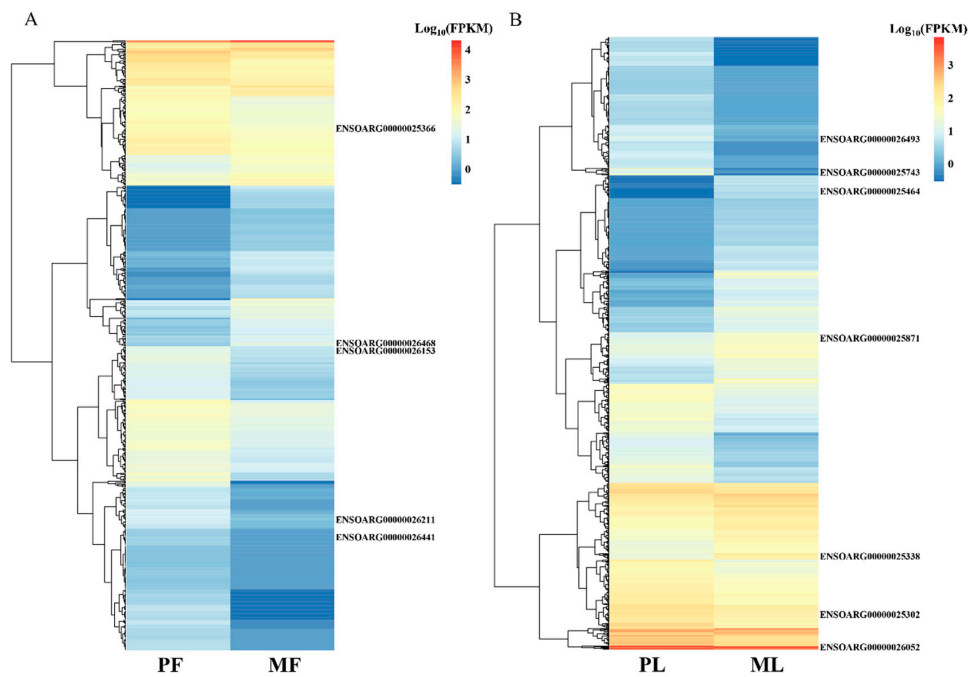 A
Log10(FPKM)
4
3
2
1
0
ENSOARG00000025366
ENSOARG00000026468
ENSOARG00000026153
ENSOARG00000026211
ENSOARG00000026441
PF MF
B
Log10(FPKM)
3
2
1
0
ENSOARG00000026493
ENSOARG00000025743
ENSOARG00000025464
ENSOARG00000025871
ENSOARG00000025338
ENSOARG00000025302
ENSOARG00000026052
PL ML